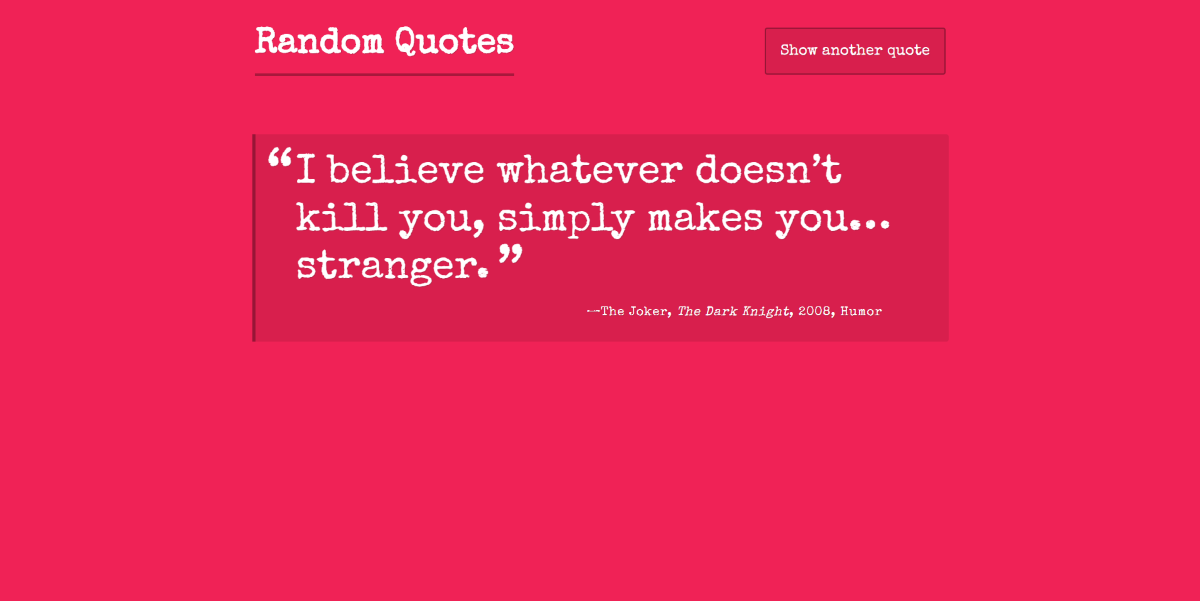 Random Quotes
Show another quote
“I believe whatever doesn’t
kill you, simply makes you...
stranger.”
—The Joker, The Dark Knight, 2008, Humor